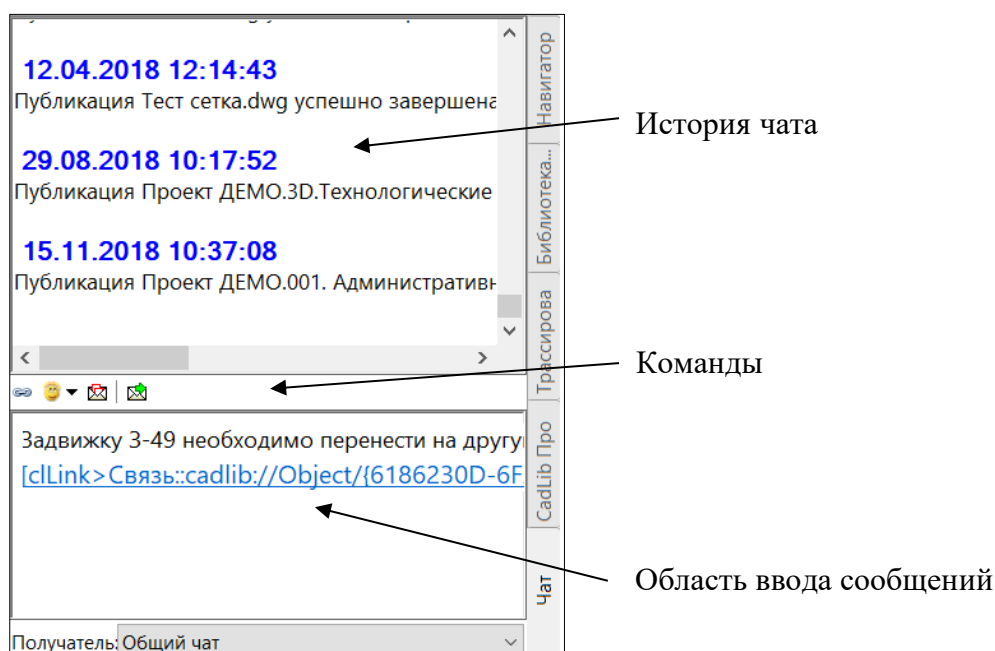 12.04.2018 12:14:43
Публикация Тест сетка.dwg успешно завершена
29.08.2018 10:17:52
Публикация Проект ДЕМО.3D.Технологические
15.11.2018 10:37:08
Публикация Проект ДЕМО.001. Административн
Задвижку 3-49 необходимо перенести на другу
[clLink>Связь::cadlib://Object/{6186230D-6F
Получатель: Общий чат
Навигатор
Библиотека...
Трассирова
CadLib Про
Чат
История чата
Команды
Область ввода сообщений